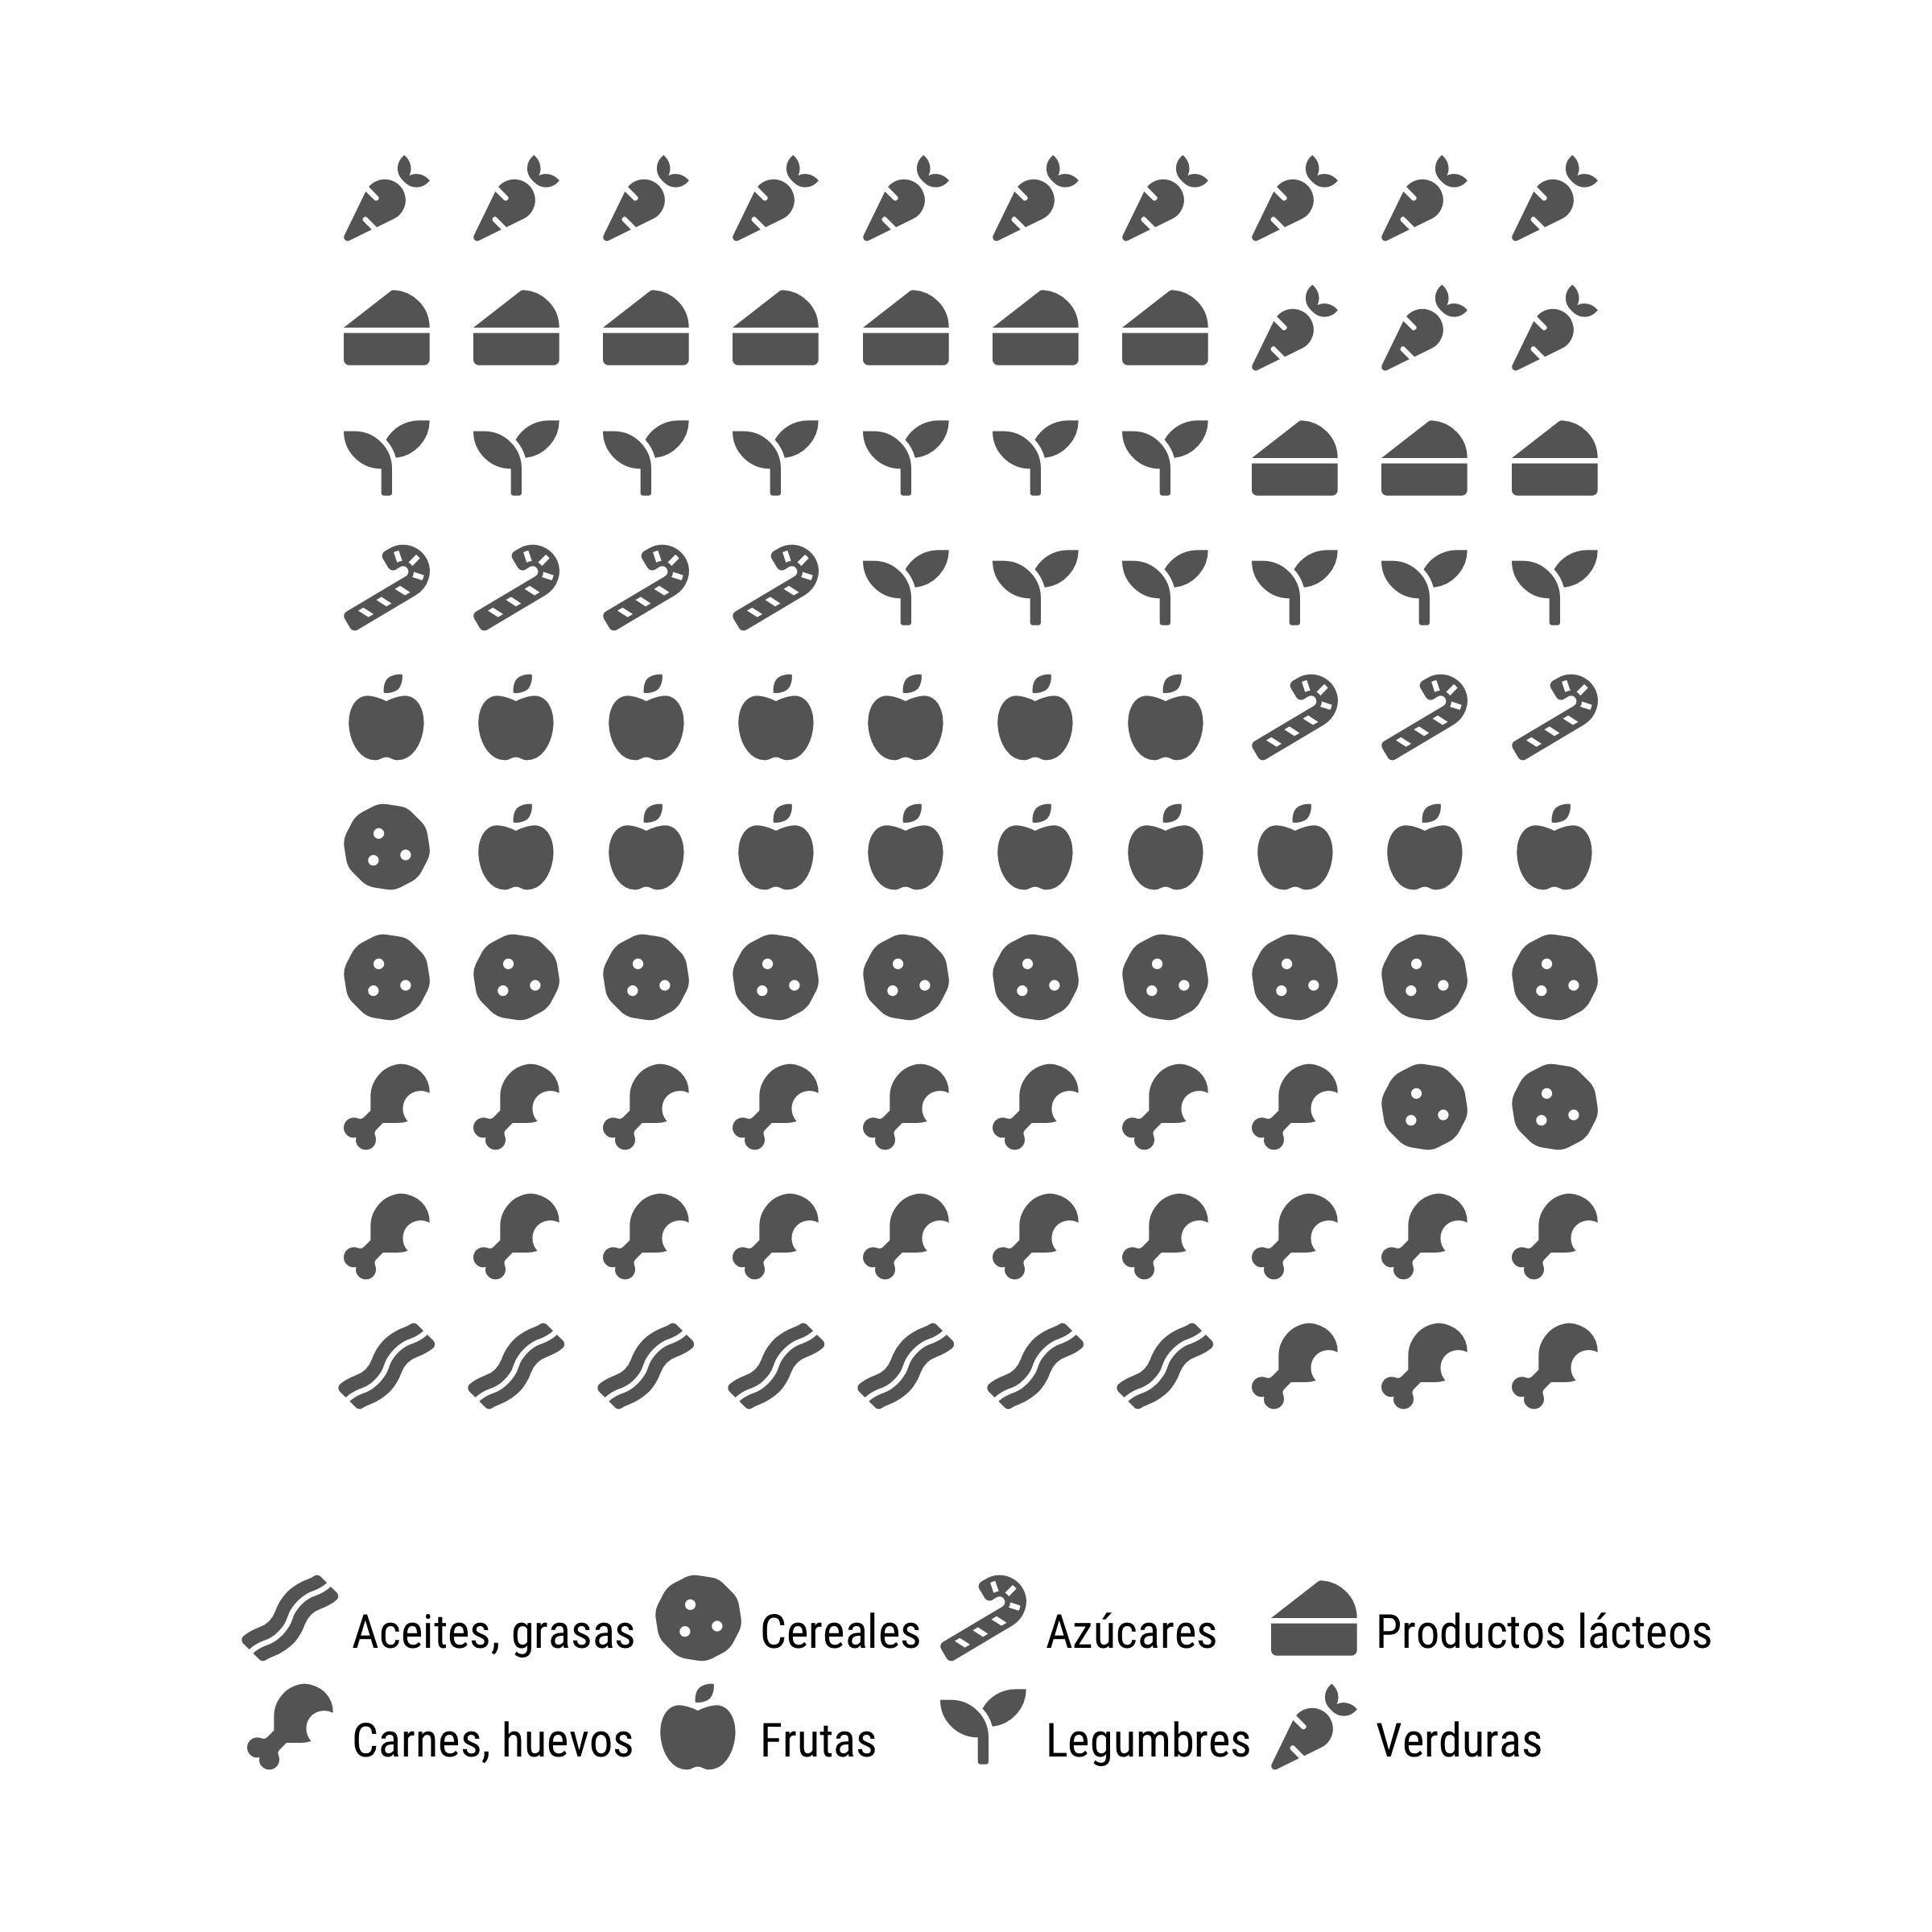 Aceites, grasas Cereales Azúcares Productos lácteos
Carnes, huevos Frutas Legumbres Verduras